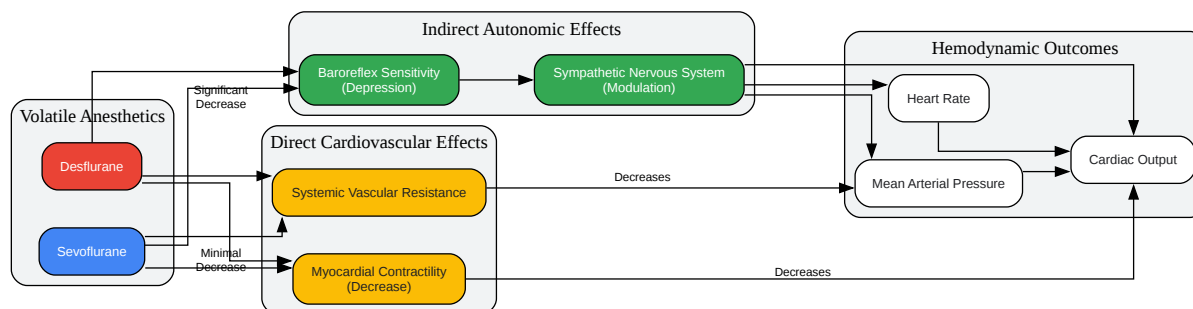 Indirect Autonomic Effects
Baroreflex Sensitivity
(Depression)
Sympathetic Nervous System
(Modulation)
Hemodynamic Outcomes
Heart Rate
Significant
Decrease
Volatile Anesthetics
Direct Cardiovascular Effects
Desflurane
Systemic Vascular Resistance
Decreases
Mean Arterial Pressure
Cardiac Output
Sevoflurane
Minimal
Decrease
Myocardial Contractility
(Decrease)
Decreases